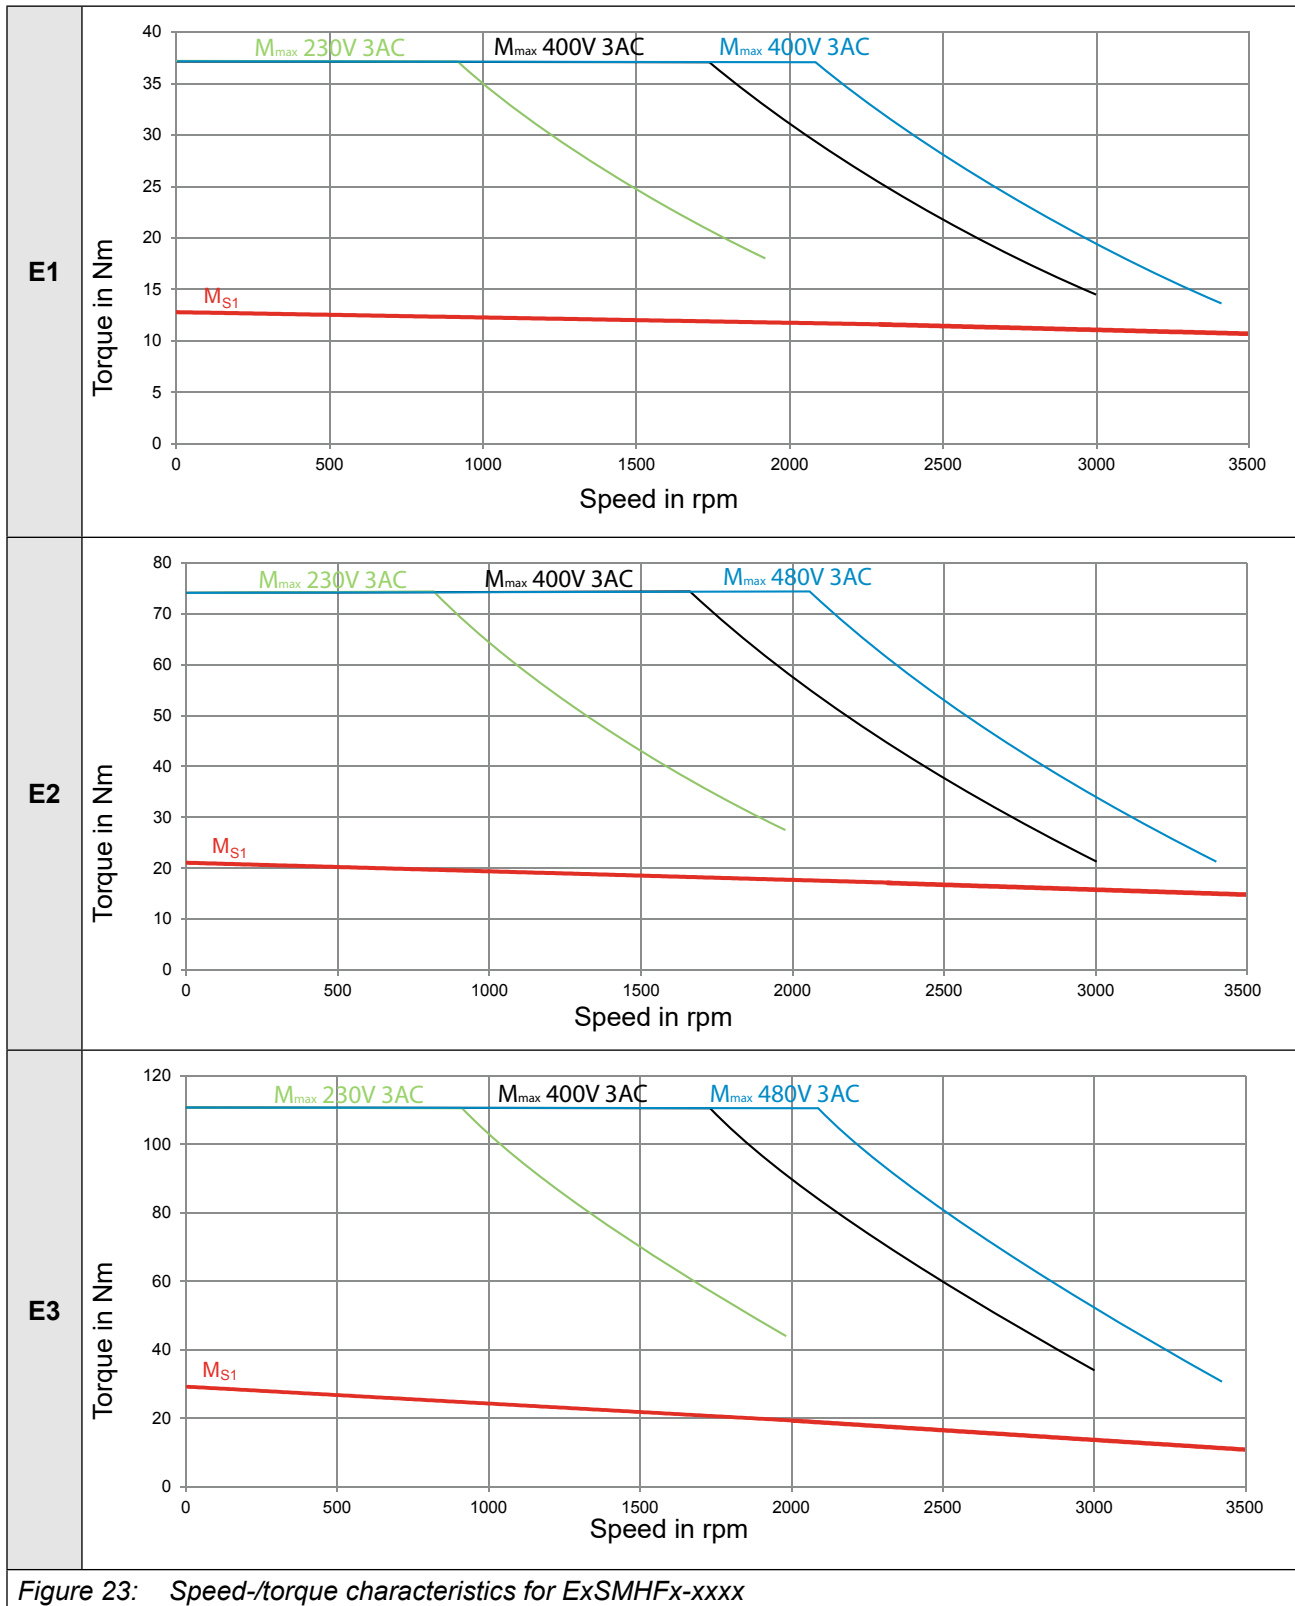 E1
Torque in Nm
40
35
30
25
20
15
10
5
0
Mmax 230V 3AC
Mmax 400V 3AC
Mmax 400V 3AC
MS1
0 500 1000 1500 2000 2500 3000 3500
Speed in rpm
E2
Torque in Nm
80
70
60
50
40
30
20
10
0
Mmax 230V 3AC
Mmax 400V 3AC
Mmax 480V 3AC
MS1
0 500 1000 1500 2000 2500 3000 3500
Speed in rpm
E3
Torque in Nm
120
100
80
60
40
20
0
Mmax 230V 3AC
Mmax 400V 3AC
Mmax 480V 3AC
MS1
0 500 1000 1500 2000 2500 3000 3500
Speed in rpm
Figure 23: Speed-/torque characteristics for ExSMHFx-xxxx